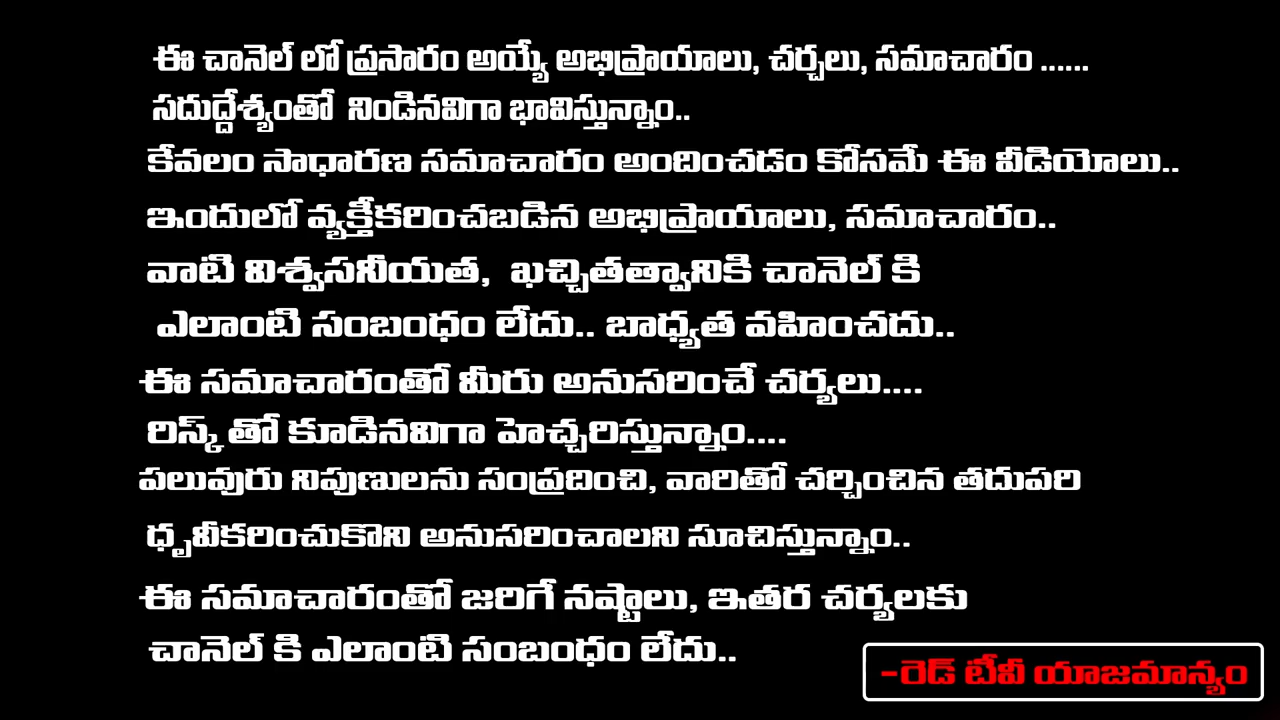 ఈ చానెల్ లో ప్రసారం అయ్యే అభిప్రాయాలు, చర్చలు, సమాచారం ......
సదుద్దేశ్యంతో నిండినవిగా భావిస్తున్నాం..
కేవలం సాధారణ సమాచారం అందించడం కోసమే ఈ వీడియోలు..
ఇందులో వ్యక్తీకరించబడిన అభిప్రాయాలు, సమాచారం..
వాటి విశ్వసనీయత, ఖచ్చితత్వానికి చానెల్ కి
ఎలాంటి సంబంధం లేదు.. బాధ్యత వహించదు..
ఈ సమాచారంతో మీరు అనుసరించే చర్యలు....
రిస్క్ తో కూడినవిగా హెచ్చరిస్తున్నాం....
పలువురు నిపుణులను సంప్రదించి, వారితో చర్చించిన తదుపరి
ధృవీకరించుకొని అనుసరించాలని సూచిస్తున్నాం..
ఈ సమాచారంతో జరిగే నష్టాలు, ఇతర చర్యలకు
చానెల్ కి ఎలాంటి సంబంధం లేదు..
-రెడ్ టీవీ యాజమాన్యం